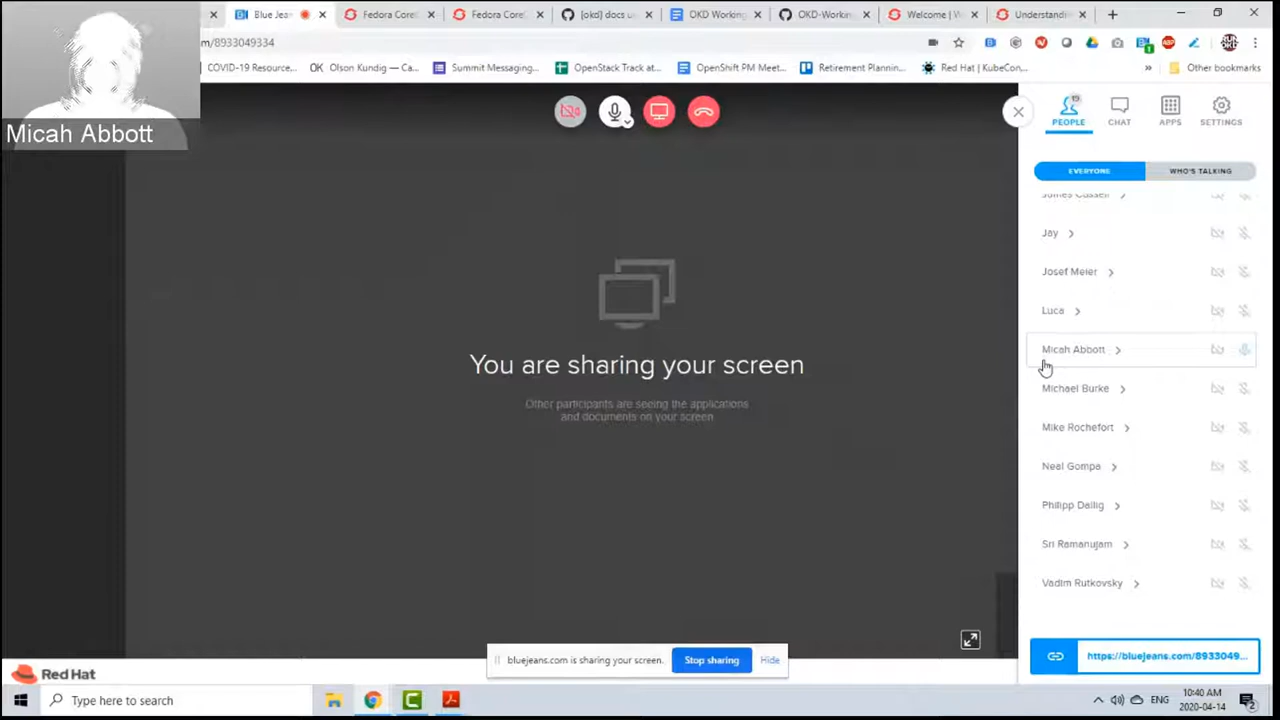 Blue Jea
Fedora Core
Fedora Core
[okd] docs u
OKD Working
OKD-Working
Welcome | W
Understandi
om/8933049334
COVID-19 Resource...
OK Olson Kundig — Ca...
Summit Messaging...
OpenStack Track at...
OpenShift PM Meet...
Retirement Plannin...
Red Hat | KubeCon...
»
Other bookmarks
Micah Abbott
PEOPLE
CHAT
APPS
SETTINGS
EVERYONE
WHO'S TALKING
James Cassell
Jay
Josef Meier
Luca
Micah Abbott
Michael Burke
Mike Rochefort
Neal Gompa
Philipp Dallig
Sri Ramanujam
Vadim Rutkovsky
You are sharing your screen
Other participants are seeing the applications
and documents on your screen
https://bluejeans.com/8933049...
bluejeans.com is sharing your screen.
Stop sharing
Hide
Red Hat
Type here to search
ENG
10:40 AM
2020-04-14